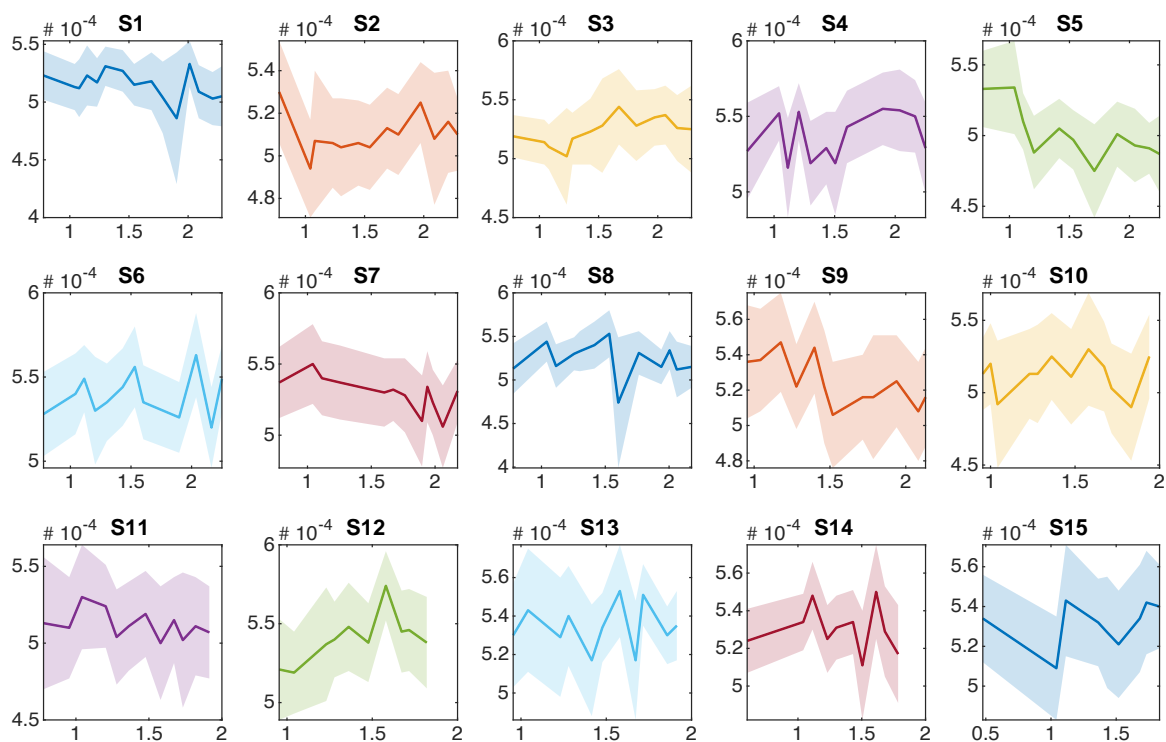 # 10^-4 S1
5.5
5
4.5
4
1 1.5 2
# 10^-4 S2
5.4
5.2
5
4.8
1 1.5 2
# 10^-4 S3
6
5.5
5
4.5
1 1.5 2
# 10^-4 S4
6
5.5
5
1 1.5 2
# 10^-4 S5
5.5
5
4.5
1 1.5 2
# 10^-4 S6
6
5.5
5
1 1.5 2
# 10^-4 S7
6
5.5
5
1 1.5 2
# 10^-4 S8
6
5.5
5
4.5
4
1 1.5 2
# 10^-4 S9
5.6
5.4
5.2
5
4.8
1 1.5 2
# 10^-4 S10
5.5
5
4.5
1 1.5 2
# 10^-4 S11
5.5
5
4.5
1 1.5 2
# 10^-4 S12
6
5.5
5
1 1.5 2
# 10^-4 S13
5.6
5.4
5.2
5
1 1.5 2
# 10^-4 S14
5.6
5.4
5.2
5
1 1.5 2
# 10^-4 S15
5.6
5.4
5.2
5
0.5 1 1.5